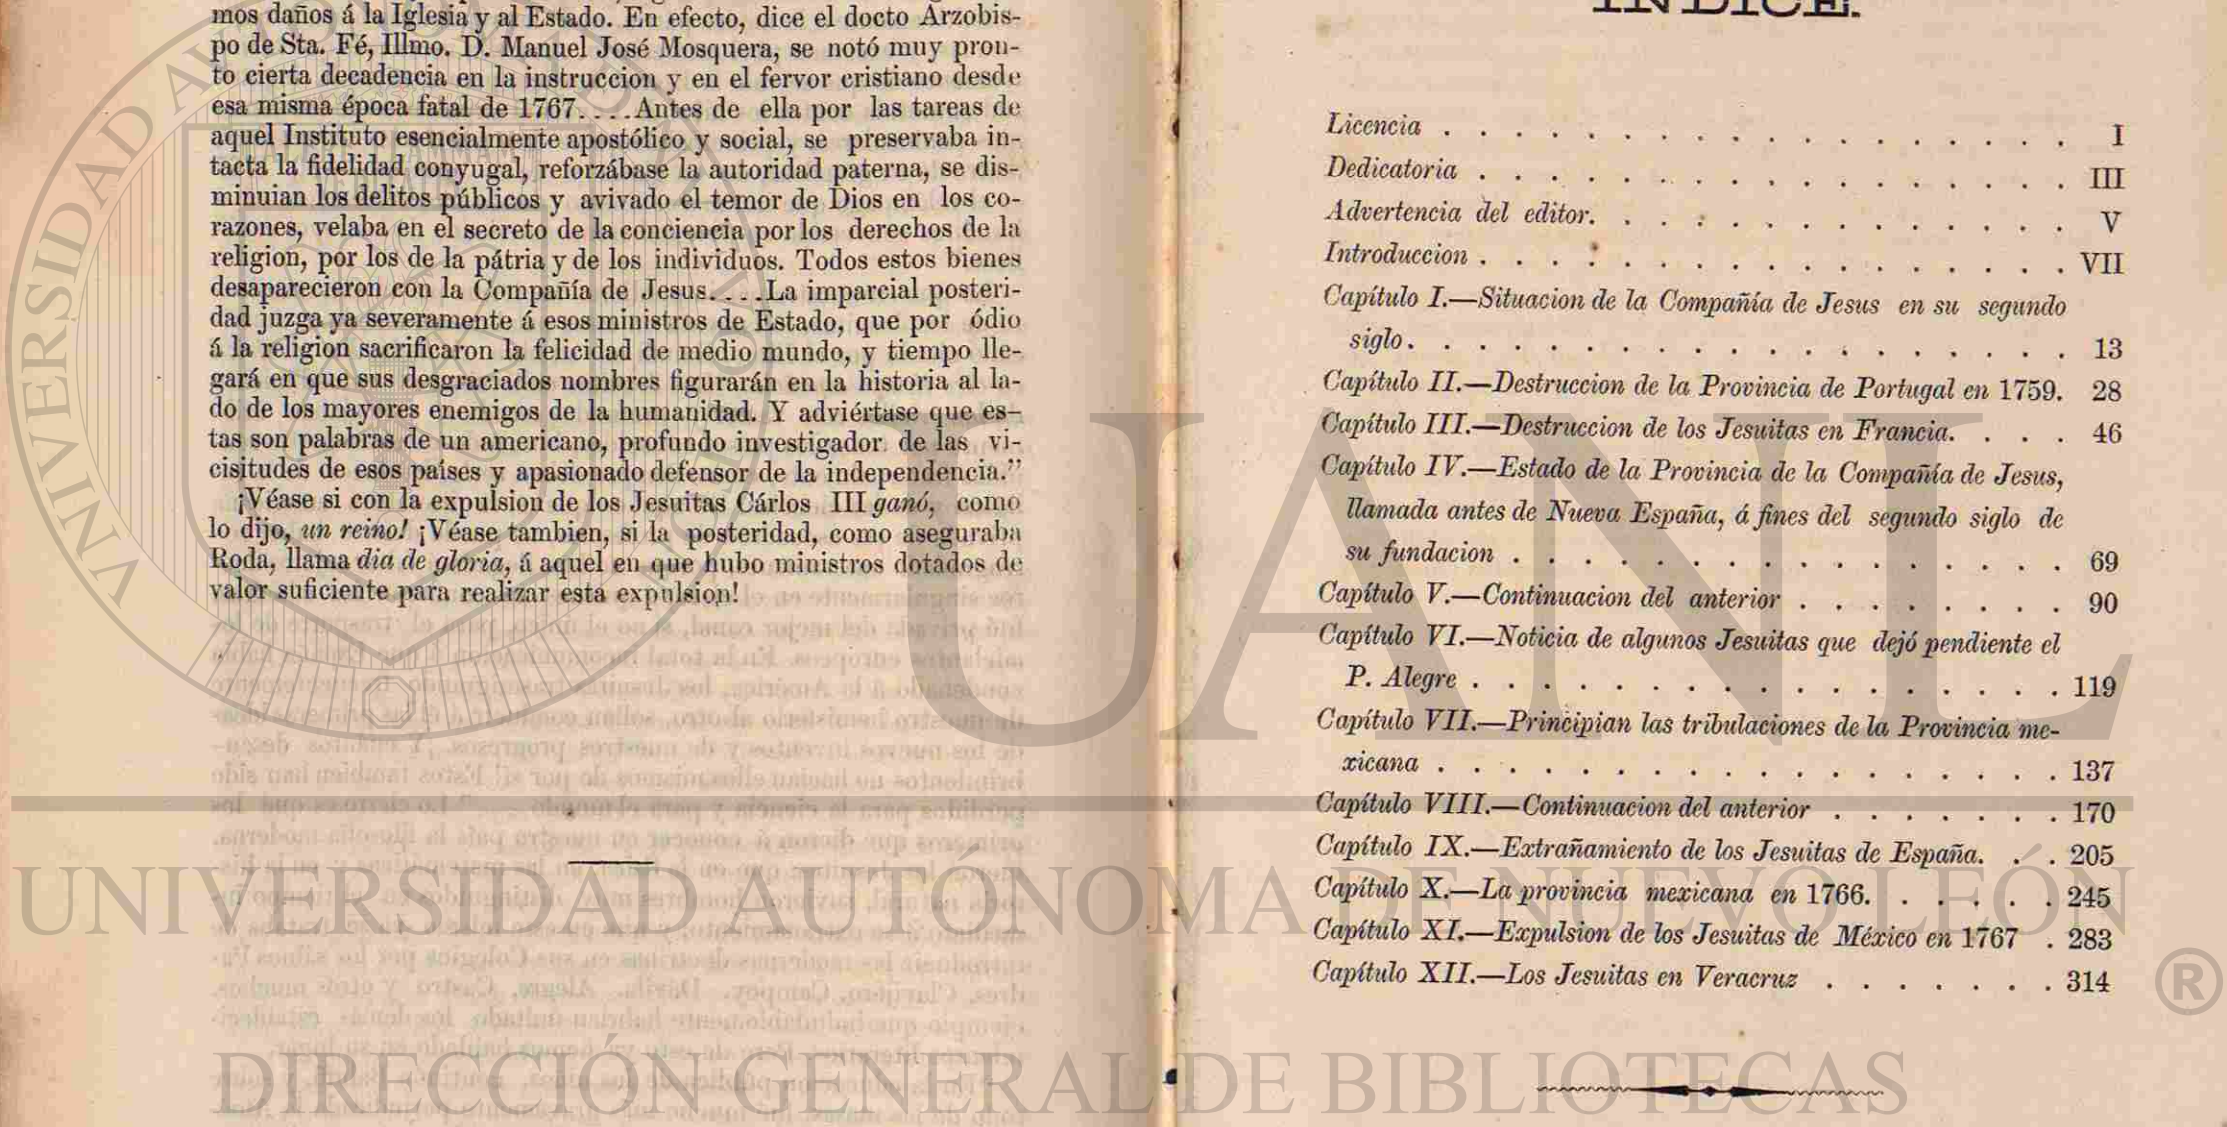 mos daños á la Iglesia y al Estado. En efecto, dice el docto Arzobis-
po de Sta. Fé, Illmo. D. Manuel José Mosquera, se notó muy pron-
to cierta decadencia en la instruccion y en el fervor cristiano desde
esa misma época fatal de 1767. . . .Antes de ella por las tareas de
aquel Instituto esencialmente apostólico y social, se preservaba in-
tacta la fidelidad conyugal, reforzábase la autoridad paterna, se dis-
minuian los delitos públicos y avivado el temor de Dios en los co-
razones, velaba en el secreto de la conciencia por los derechos de la
religion, por los de la pátria y de los individuos. Todos estos bienes
desaparecieron con la Compañía de Jesus. . . .La imparcial posteri-
dad juzga ya severamente á esos ministros de Estado, que por ódio
á la religion sacrificaron la felicidad de medio mundo, y tiempo lle-
gará en que sus desgraciados nombres figurarán en la historia al la-
do de los mayores enemigos de la humanidad. Y adviértase que es-
tas son palabras de un americano, profundo investigador de las vi-
cisitudes de esos países y apasionado defensor de la independencia.”
¡Véase si con la expulsion de los Jesuitas Cárlos III ganó, como
lo dijo, un reino! ¡Véase tambien, si la posteridad, como aseguraba
Roda, llama dia de gloria, á aquel en que hubo ministros dotados de
valor suficiente para realizar esta expulsion!
INDICE.
Licencia . . . . . . . . . . . . . . . . . . I
Dedicatoria . . . . . . . . . . . . . . . . . III
Advertencia del editor. . . . . . . . . . . . . . V
Introduccion . . . . . . . . . . . . . . . . . VII
Capítulo I.—Situacion de la Compañía de Jesus en su segundo
siglo. . . . . . . . . . . . . . . . . . . 13
Capítulo II.—Destruccion de la Provincia de Portugal en 1759. 28
Capítulo III.—Destruccion de los Jesuitas en Francia. . . . 46
Capítulo IV.—Estado de la Provincia de la Compañía de Jesus,
llamada antes de Nueva España, á fines del segundo siglo de
su fundacion . . . . . . . . . . . . . . . . 69
Capítulo V.—Continuacion del anterior . . . . . . . . 90
Capítulo VI.—Noticia de algunos Jesuitas que dejó pendiente el
P. Alegre . . . . . . . . . . . . . . . . . 119
Capítulo VII.—Principian las tribulaciones de la Provincia me-
xicana . . . . . . . . . . . . . . . . . . 137
Capítulo VIII.—Continuacion del anterior . . . . . . . 170
Capítulo IX.—Extrañamiento de los Jesuitas de España. . . 205
Capítulo X.—La provincia mexicana en 1766. . . . . . 245
Capítulo XI.—Expulsion de los Jesuitas de México en 1767 . 283
Capítulo XII.—Los Jesuitas en Veracruz . . . . . . . 314
UNIVERSIDAD A
UANL
UNIVERSIDAD AUTÓNOMA DE NUEVO LEÓN
®
DIRECCIÓN GENERAL DE BIBLIOTECAS